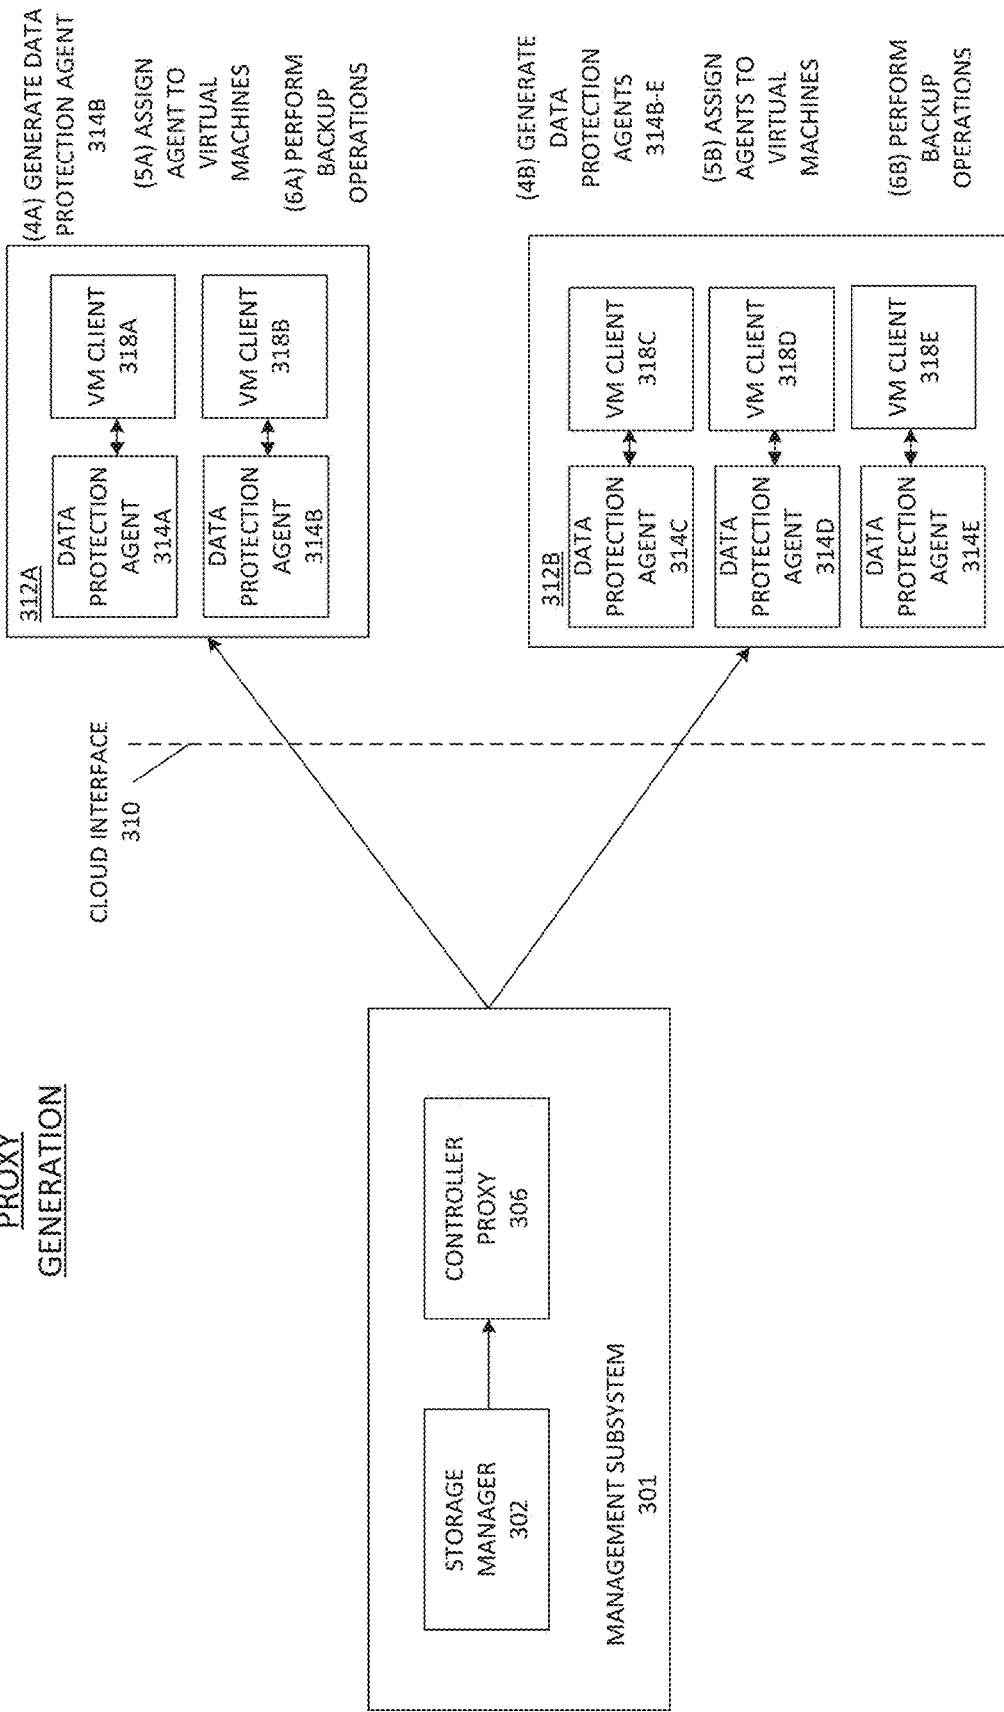 PROXY
GENERATION
STORAGE
MANAGER
302
CONTROLLER
PROXY
306
MANAGEMENT SUBSYSTEM
301
CLOUD INTERFACE
310
312A
DATA
PROTECTION
AGENT
314A
VM CLIENT
318A
DATA
PROTECTION
AGENT
314B
VM CLIENT
318B
(4A) GENERATE DATA
PROTECTION AGENT
314B
(5A) ASSIGN
AGENT TO
VIRTUAL
MACHINES
(6A) PERFORM
BACKUP
OPERATIONS
312B
DATA
PROTECTION
AGENT
314C
VM CLIENT
318C
DATA
PROTECTION
AGENT
314D
VM CLIENT
318D
DATA
PROTECTION
AGENT
314E
VM CLIENT
318E
(4B) GENERATE
DATA
PROTECTION
AGENTS
314B-E
(5B) ASSIGN
AGENTS TO
VIRTUAL
MACHINES
(6B) PERFORM
BACKUP
OPERATIONS